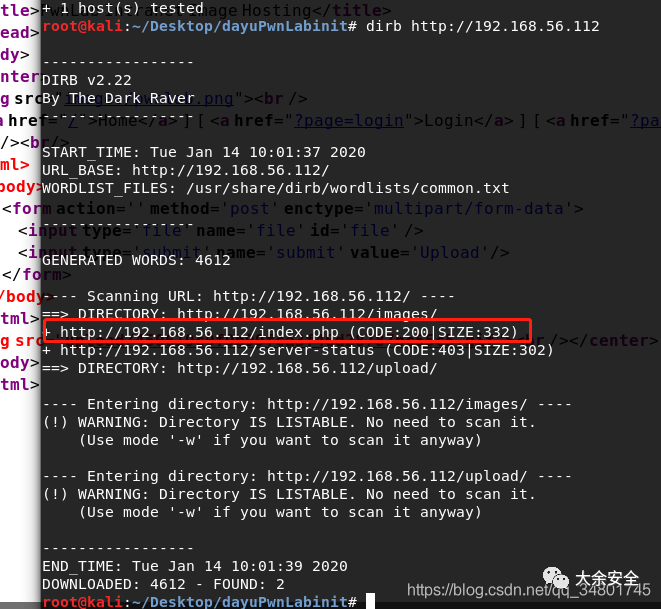 + 1 host(s) tested
title>PwnLab Intranet Image Hosting</title>
root@kali:~/Desktop/dayuPwnLabinit# dirb http://192.168.56.112
ead>
dy>
-----------------
nter
DIRB v2.22
g src="images/pwnlab.png"><br />
By The Dark Raver
-----------------
a href="/">Home</a> ] [ <a href="?page=login">Login</a> ] [ <a href="?pa
/><br/>
START_TIME: Tue Jan 14 10:01:37 2020
ml>
URL_BASE: http://192.168.56.112/
body>
WORDLIST_FILES: /usr/share/dirb/wordlists/common.txt
<form action='' method='post' enctype='multipart/form-data'>
-----------------
<input type='file' name='file' id='file' />
<input type='submit' name='submit' value='Upload'/>
GENERATED WORDS: 4612
</form>
/body>
---- Scanning URL: http://192.168.56.112/ ----
tml>
==> DIRECTORY: http://192.168.56.112/images/
+ http://192.168.56.112/index.php (CODE:200|SIZE:332)
g src
br /></center>
+ http://192.168.56.112/server-status (CODE:403|SIZE:302)
ody>
==> DIRECTORY: http://192.168.56.112/upload/
tml>
---- Entering directory: http://192.168.56.112/images/ ----
(!) WARNING: Directory IS LISTABLE. No need to scan it.
(Use mode '-w' if you want to scan it anyway)
---- Entering directory: http://192.168.56.112/upload/ ----
(!) WARNING: Directory IS LISTABLE. No need to scan it.
(Use mode '-w' if you want to scan it anyway)
-----------------
END_TIME: Tue Jan 14 10:01:39 2020
DOWNLOADED: 4612 - FOUND: 2
大余安全
https://blog.csdn.net/qq_34801745
root@kali:~/Desktop/dayuPwnLabinit#